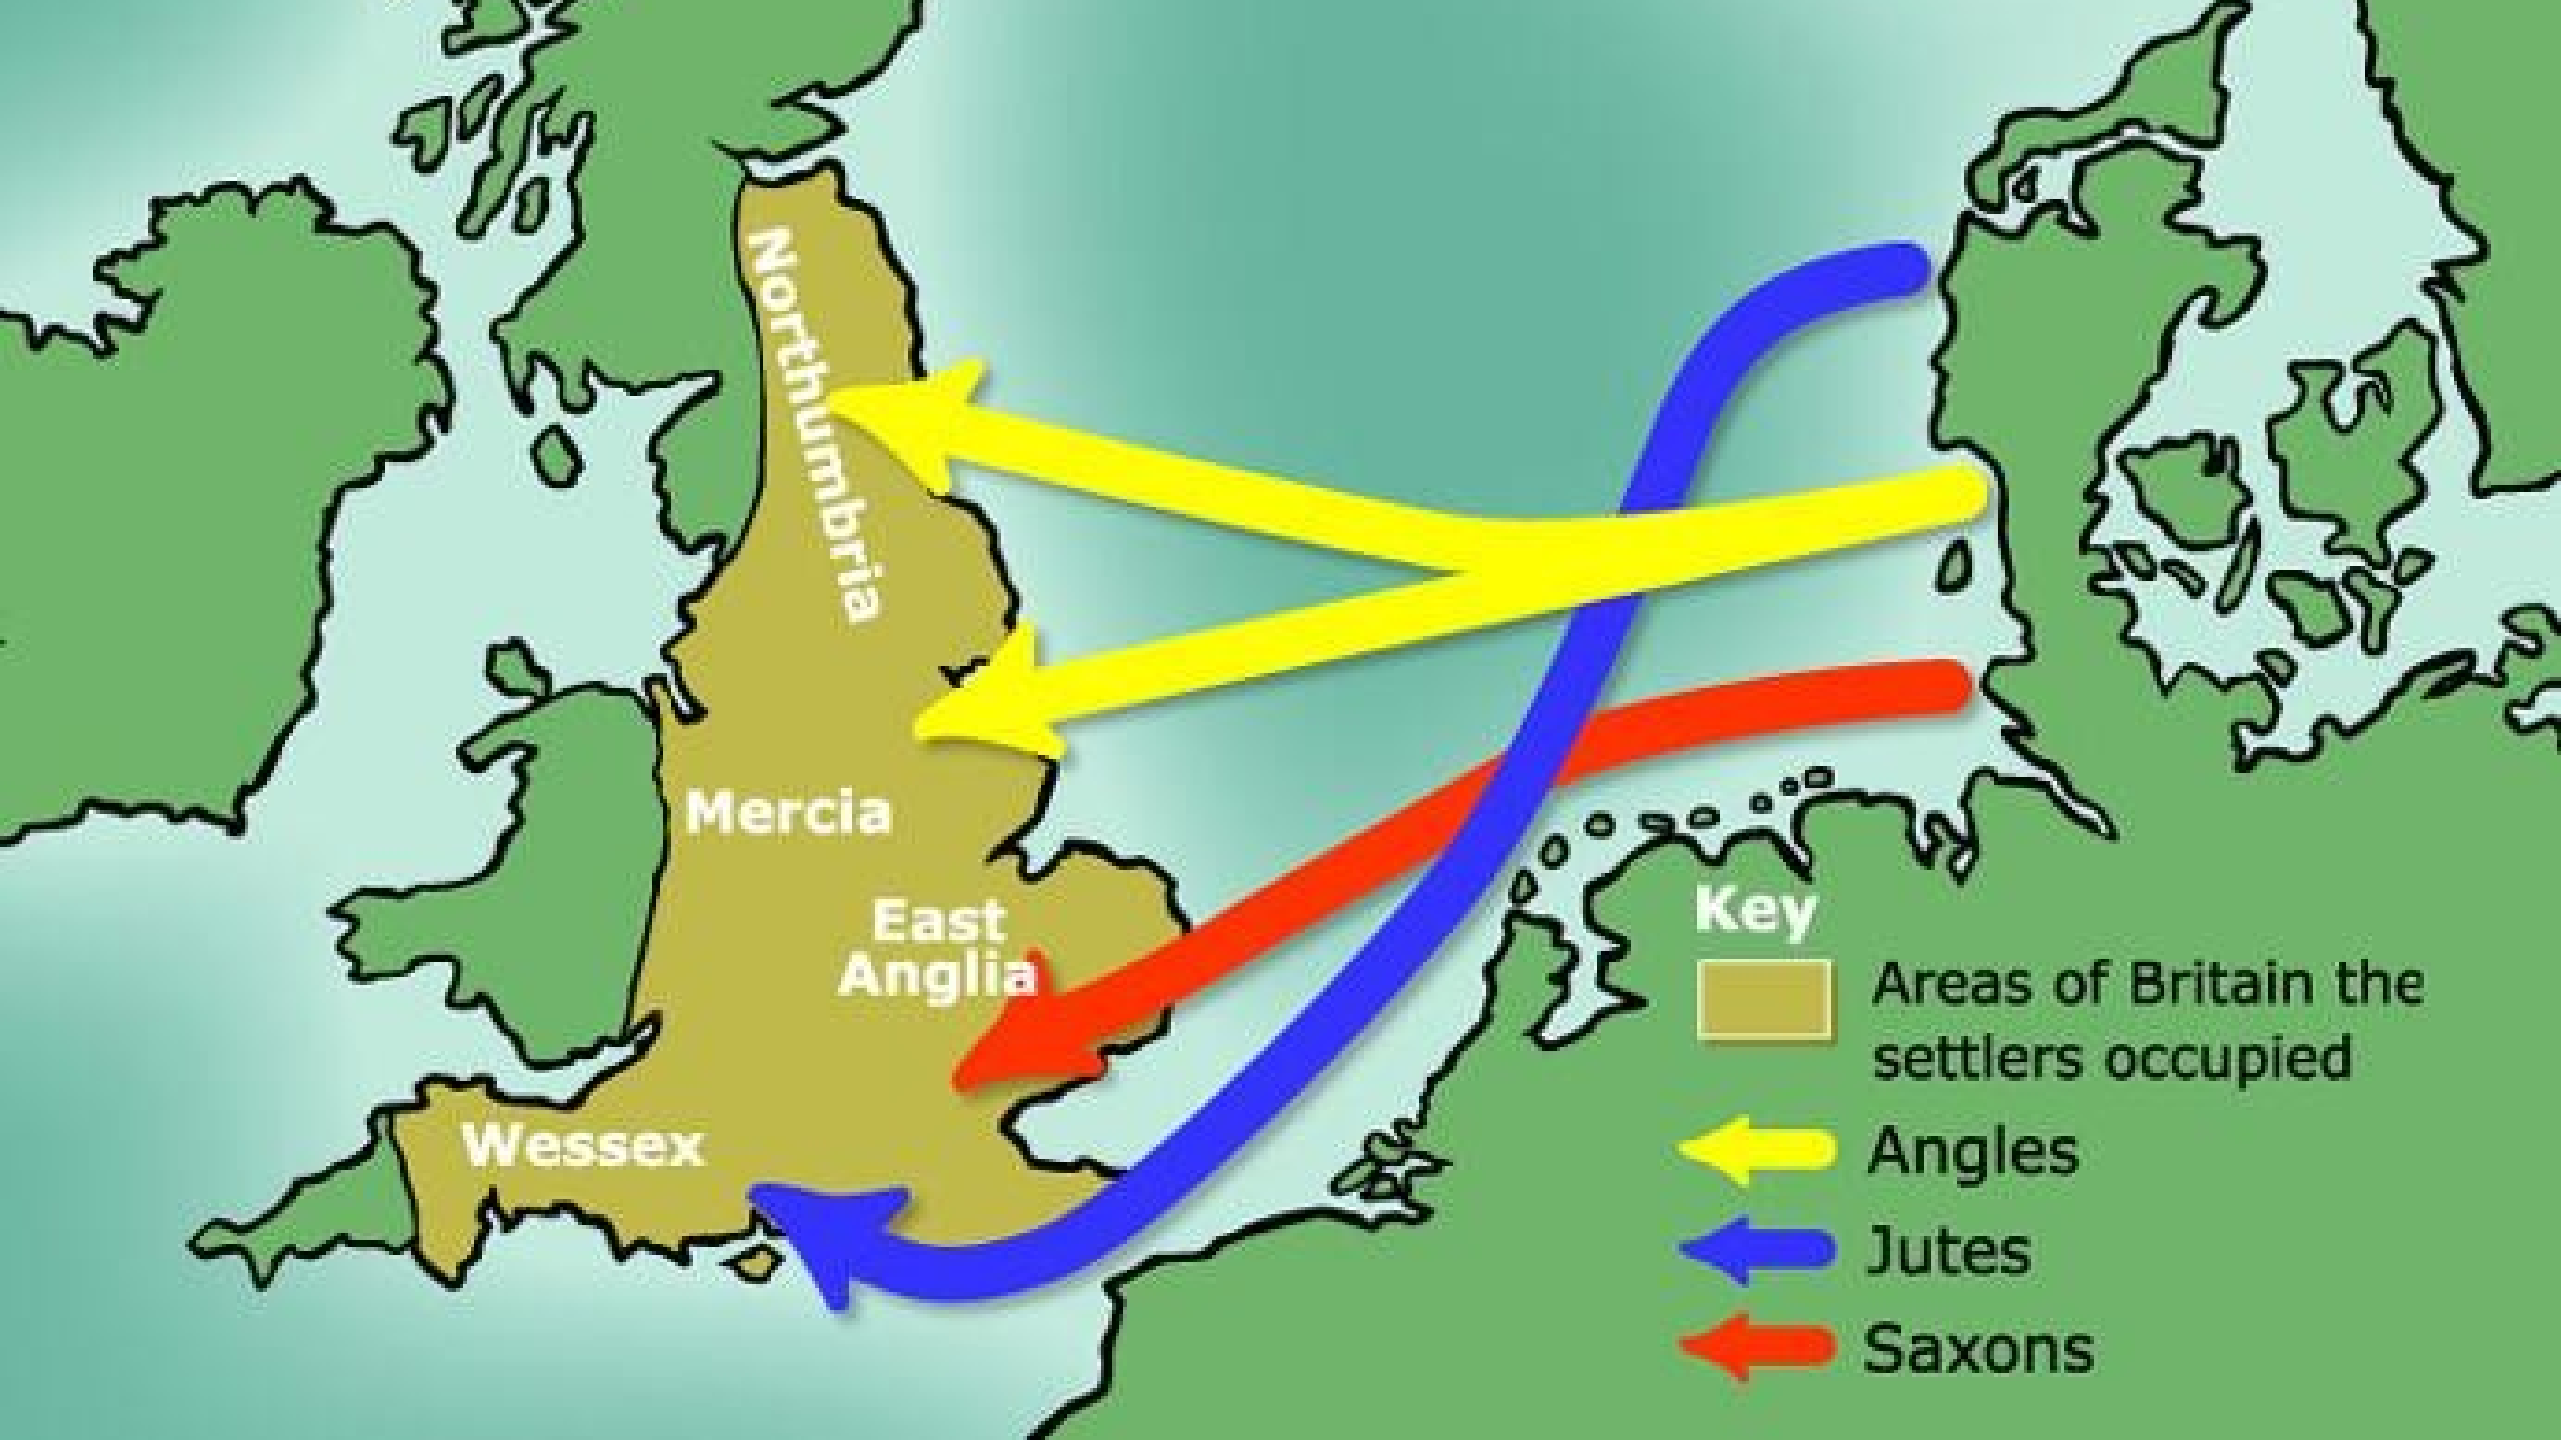 Northumbria
Mercia
East
Anglia
Wessex
Key
Areas of Britain the
settlers occupied
Angles
Jutes
Saxons